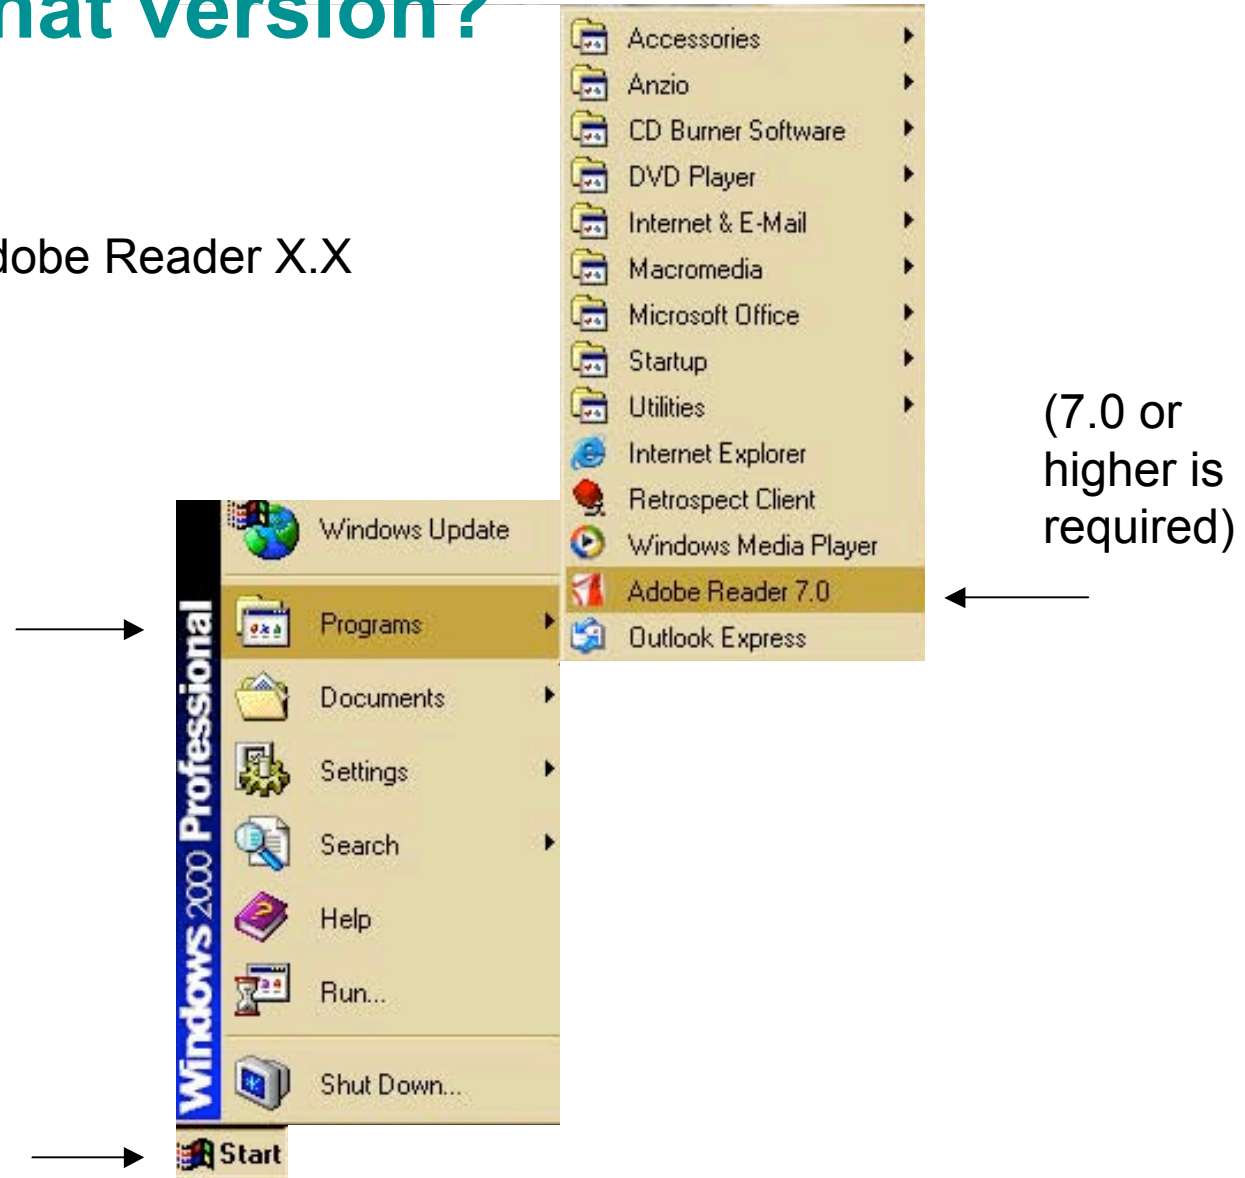 hat version?
dobe Reader X.X
Accessories
Anzio
CD Burner Software
DVD Player
Internet & E-Mail
Macromedia
Microsoft Office
Startup
Utilities
Internet Explorer
Retrospect Client
Windows Media Player
Adobe Reader 7.0
Outlook Express
(7.0 or
higher is
required)
Windows Update
Programs
Documents
Settings
Search
Help
Run...
Shut Down...
Windows 2000 Professional
Start